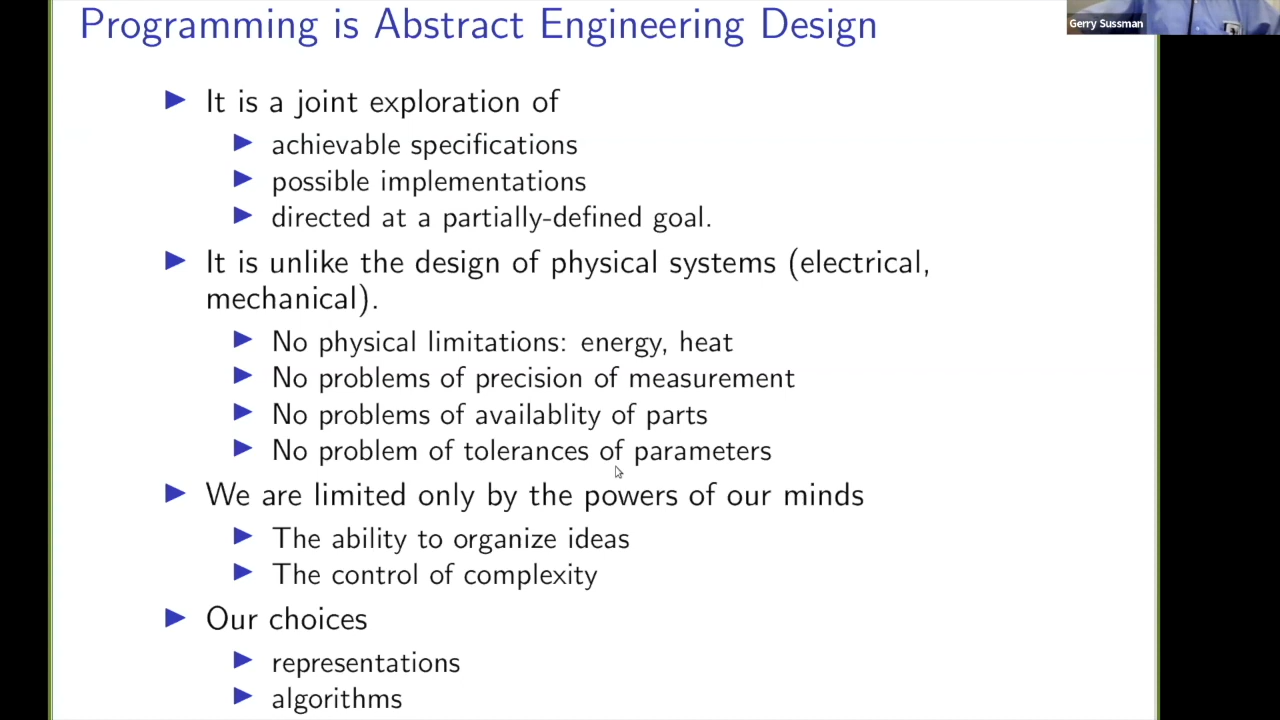 Programming is Abstract Engineering Design
Gerry Sussman
It is a joint exploration of
achievable specifications
possible implementations
directed at a partially-defined goal.
It is unlike the design of physical systems (electrical,
mechanical).
No physical limitations: energy, heat
No problems of precision of measurement
No problems of availablity of parts
No problem of tolerances of parameters
We are limited only by the powers of our minds
The ability to organize ideas
The control of complexity
Our choices
representations
algorithms